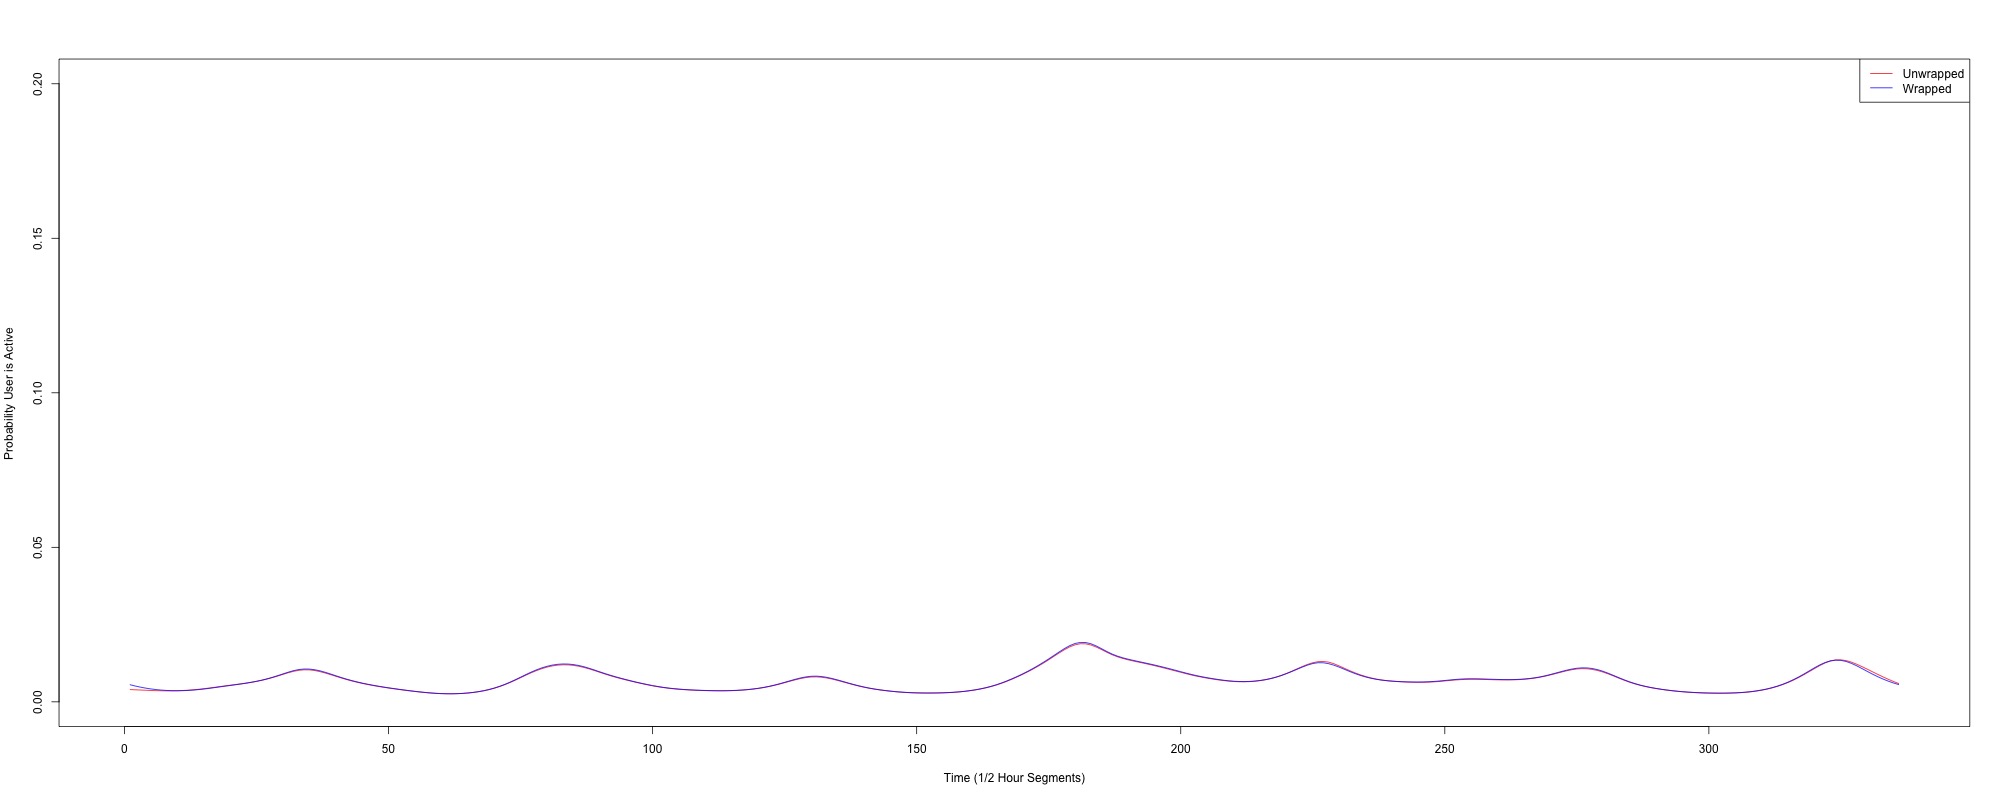 Unwrapped
Wrapped
Probability User is Active
0.20
0.15
0.10
0.05
0.00
0 50 100 150 200 250 300
Time (1/2 Hour Segments)